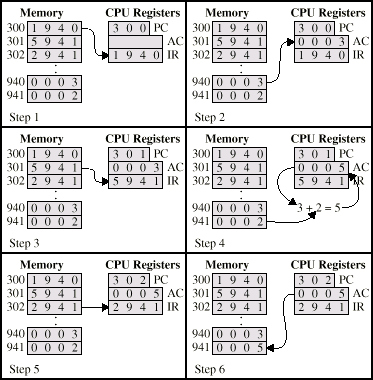 Memory CPU Registers
300 1 9 4 0 3 0 0 PC
301 5 9 4 1 AC
302 2 9 4 1 1 9 4 0 IR
:
940 0 0 0 3
941 0 0 0 2
Step 1
Memory CPU Registers
300 1 9 4 0 3 0 0 PC
301 5 9 4 1 0 0 0 3 AC
302 2 9 4 1 1 9 4 0 IR
:
940 0 0 0 3
941 0 0 0 2
Step 2
Memory CPU Registers
300 1 9 4 0 3 0 1 PC
301 5 9 4 1 0 0 0 3 AC
302 2 9 4 1 5 9 4 1 IR
:
940 0 0 0 3
941 0 0 0 2
Step 3
Memory CPU Registers
300 1 9 4 0 3 0 1 PC
301 5 9 4 1 0 0 0 5 AC
302 2 9 4 1 5 9 4 1 IR
:
940 0 0 0 3 3 + 2 = 5
941 0 0 0 2
Step 4
Memory CPU Registers
300 1 9 4 0 3 0 2 PC
301 5 9 4 1 0 0 0 5 AC
302 2 9 4 1 2 9 4 1 IR
:
940 0 0 0 3
941 0 0 0 2
Step 5
Memory CPU Registers
300 1 9 4 0 3 0 2 PC
301 5 9 4 1 0 0 0 5 AC
302 2 9 4 1 2 9 4 1 IR
:
940 0 0 0 3
941 0 0 0 5
Step 6